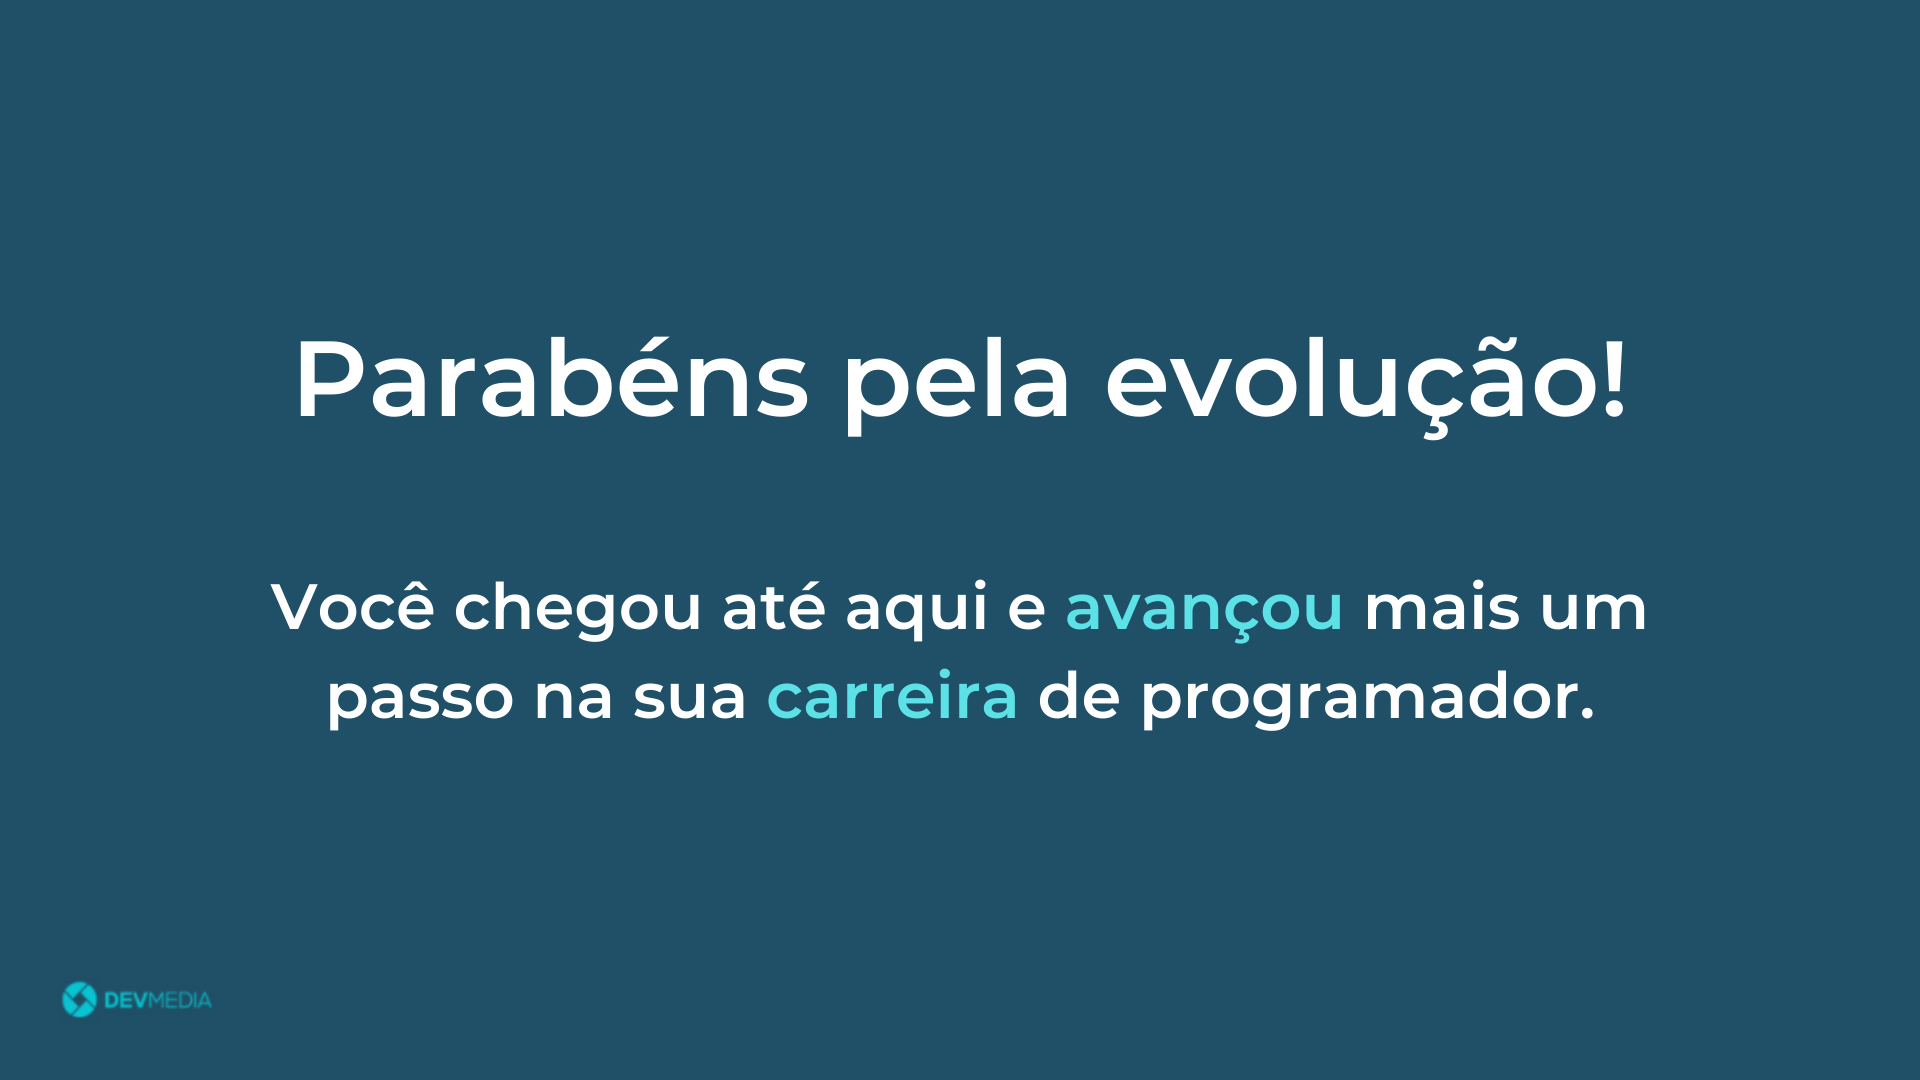 Parabéns pela evolução!
Você chegou até aqui e avançou mais um
passo na sua carreira de programador.
DEVMEDIA